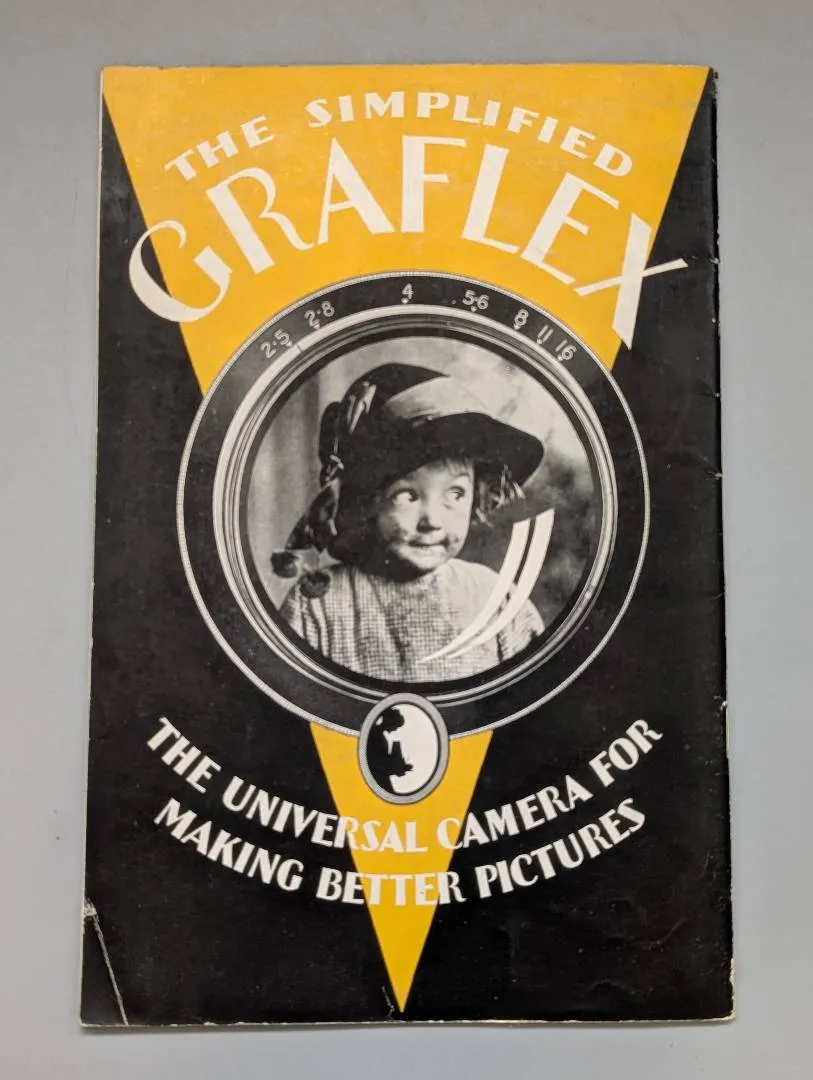 THE SIMPLIFIED
GRAFLEX
2·5 2·8 4 5·6 8 11 16
THE UNIVERSAL CAMERA FOR
MAKING BETTER PICTURES